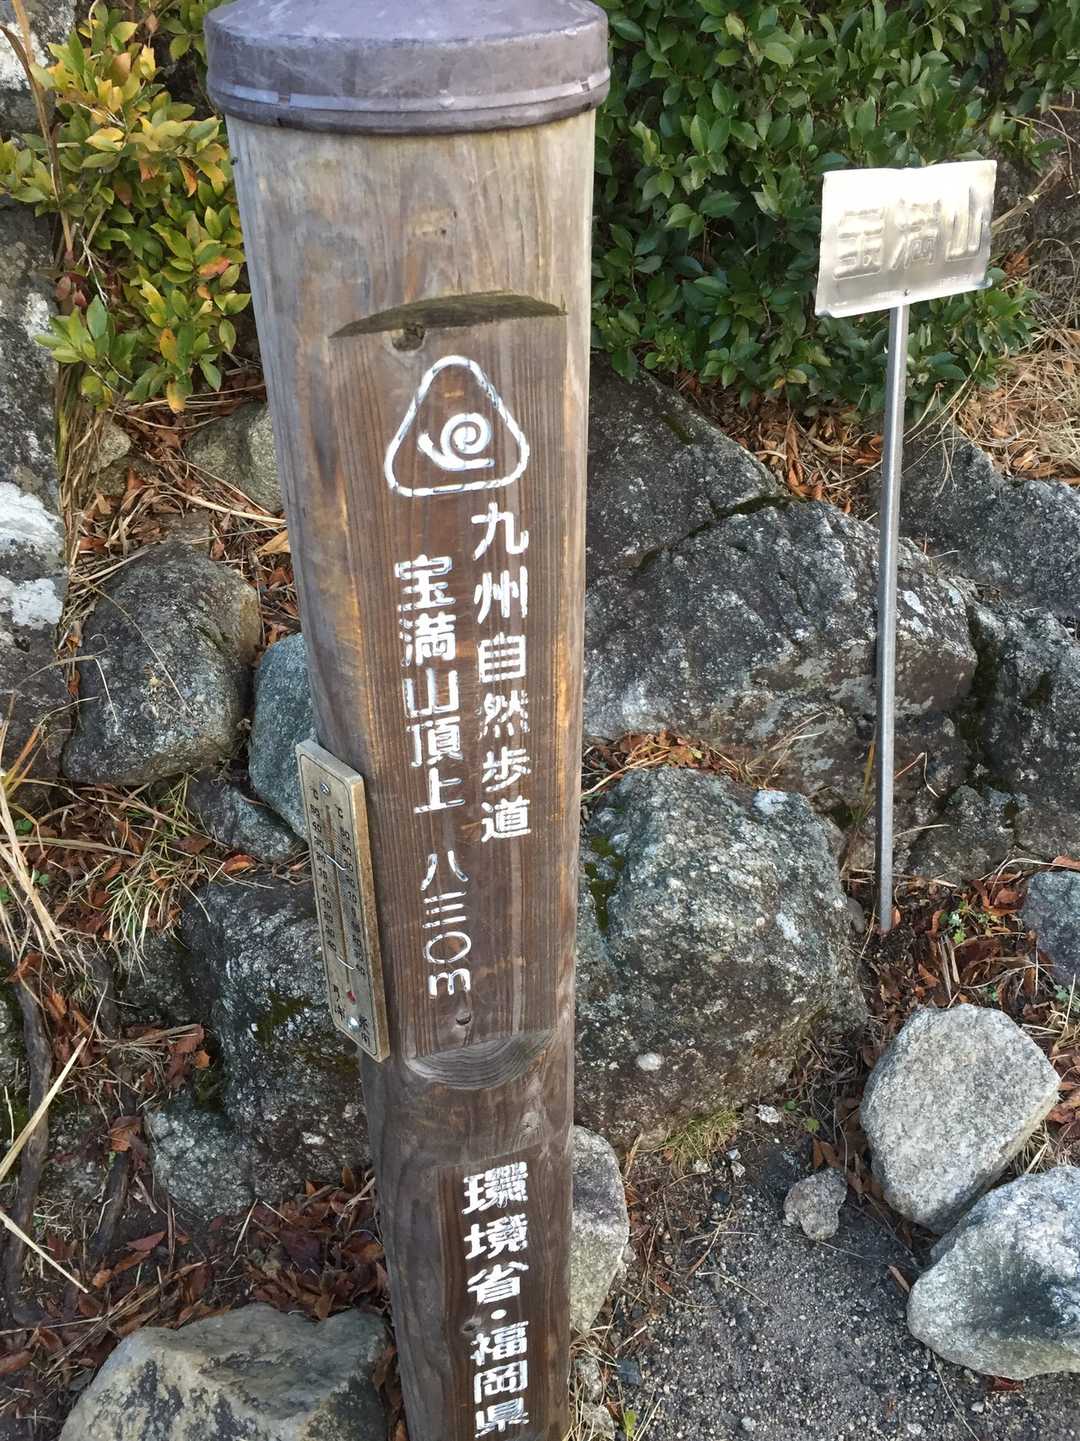 九州自然歩道
宝満山頂上 八三〇m
環境省・福岡県
宝満山